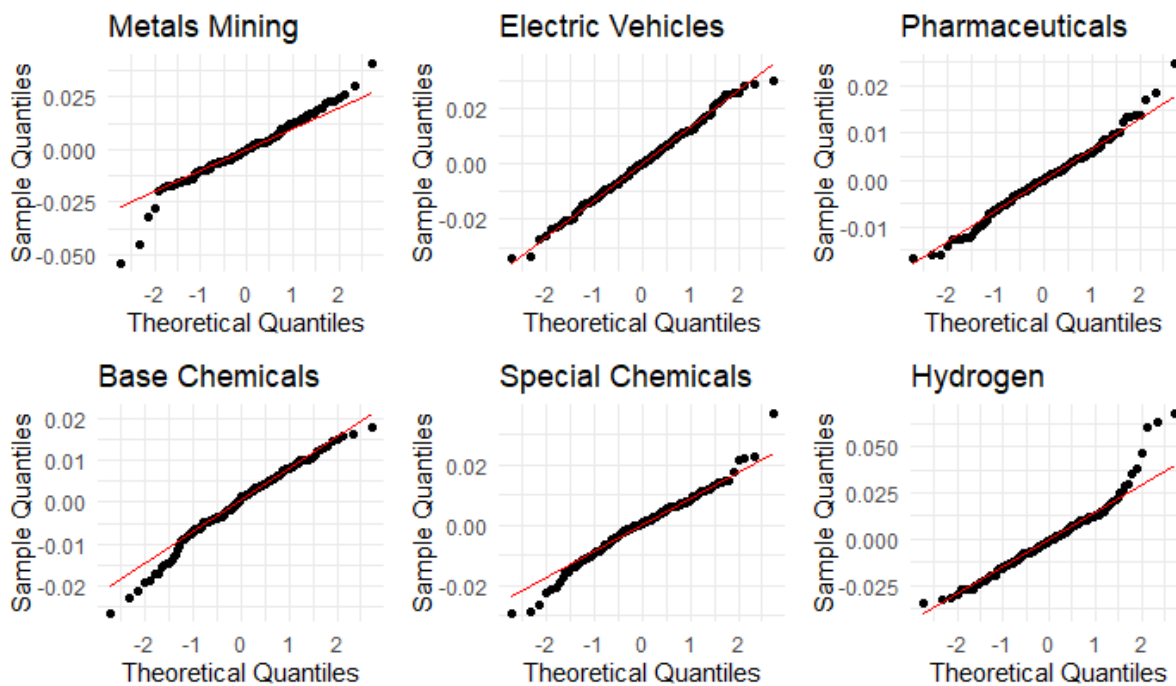 Metals Mining
Sample Quantiles
0.025
0.000
-0.025
-0.050
-2 -1 0 1 2
Theoretical Quantiles
Electric Vehicles
Sample Quantiles
0.02
0.00
-0.02
-2 -1 0 1 2
Theoretical Quantiles
Pharmaceuticals
Sample Quantiles
0.02
0.01
0.00
-0.01
-2 -1 0 1 2
Theoretical Quantiles
Base Chemicals
Sample Quantiles
0.02
0.01
0.00
-0.01
-0.02
-2 -1 0 1 2
Theoretical Quantiles
Special Chemicals
Sample Quantiles
0.02
0.00
-0.02
-2 -1 0 1 2
Theoretical Quantiles
Hydrogen
Sample Quantiles
0.050
0.025
0.000
-0.025
-2 -1 0 1 2
Theoretical Quantiles